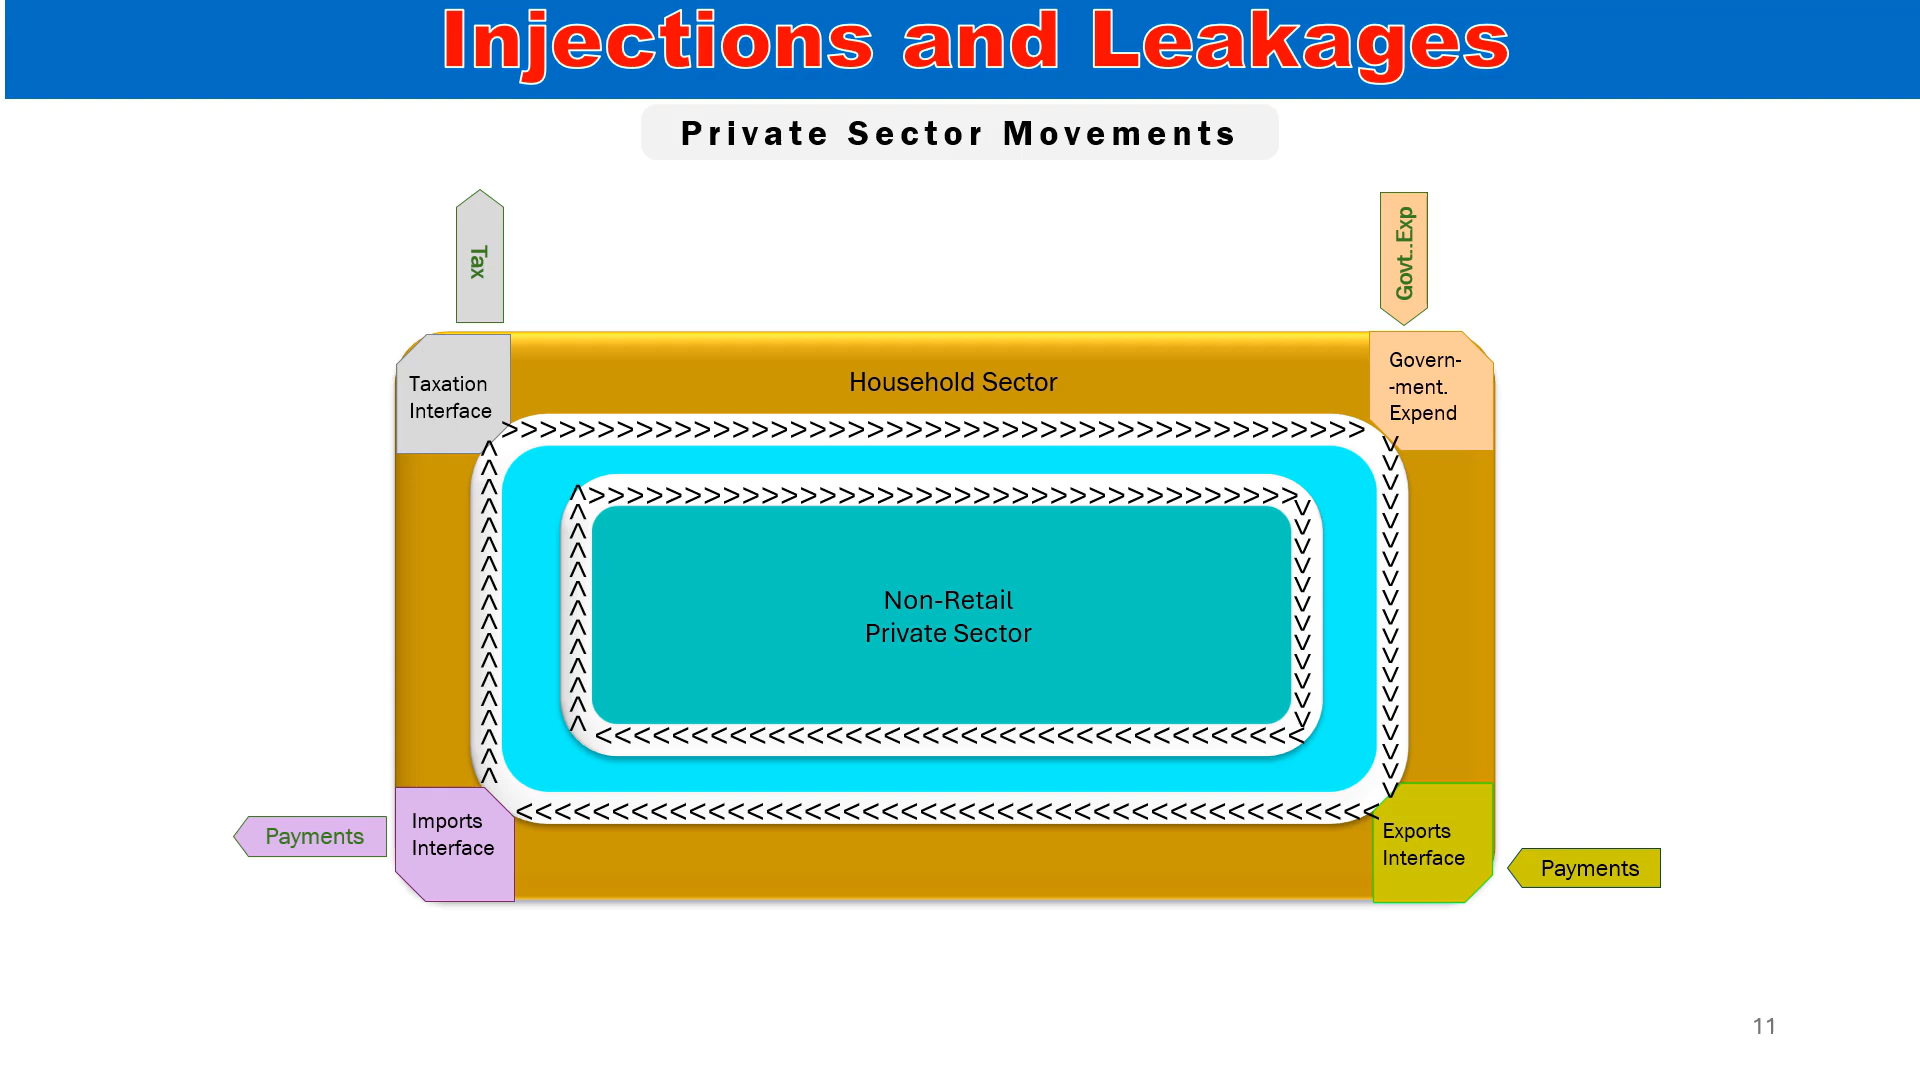 Injections and Leakages
Private Sector Movements
Tax
Govt..Exp
Taxation
Interface
Household Sector
Govern-
-ment.
Expend
Non-Retail
Private Sector
Payments
Imports
Interface
Exports
Interface
Payments
11